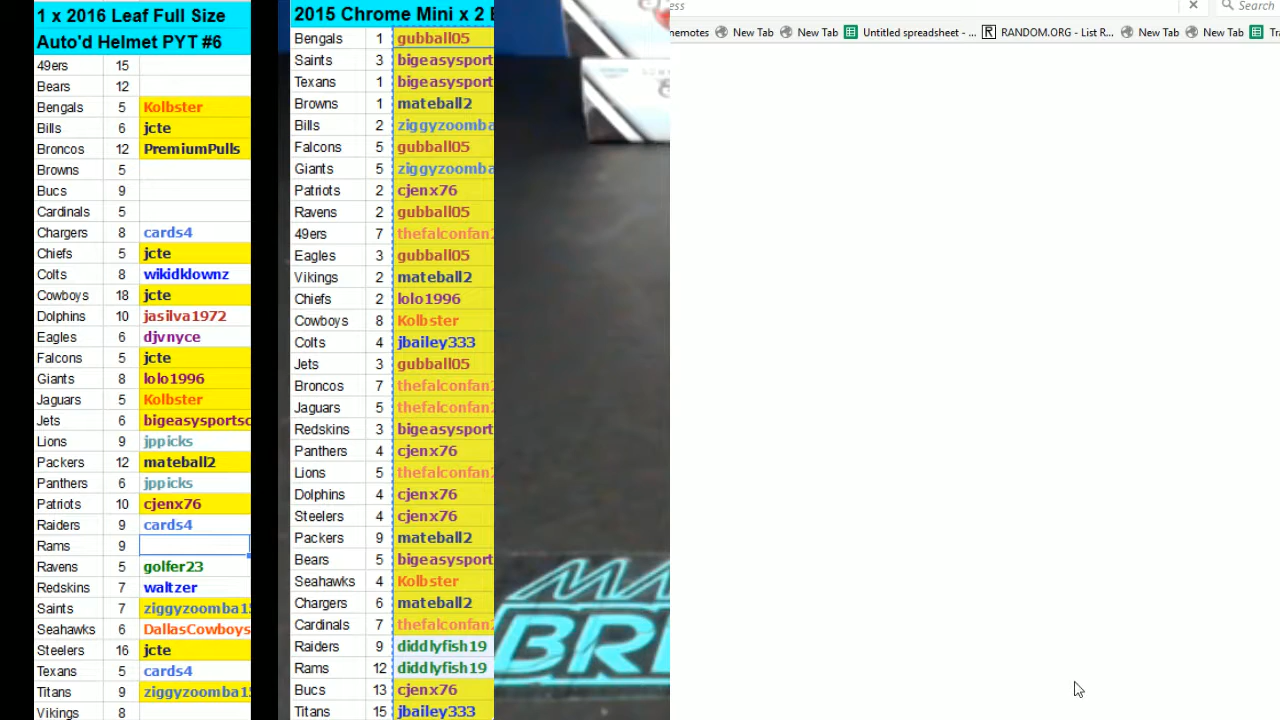 1 x 2016 Leaf Full Size
Auto'd Helmet PYT #6
49ers 15
Bears 12
Bengals 5 Kolbster
Bills 6 jcte
Broncos 12 PremiumPulls
Browns 5
Bucs 9
Cardinals 5
Chargers 8 cards4
Chiefs 5 jcte
Colts 8 wikidklownz
Cowboys 18 jcte
Dolphins 10 jasilva1972
Eagles 6 djvnyce
Falcons 5 jcte
Giants 8 lolo1996
Jaguars 5 Kolbster
Jets 6 bigeasysportsc
Lions 9 jppicks
Packers 12 mateball2
Panthers 6 jppicks
Patriots 10 cjenx76
Raiders 9 cards4
Rams 9
Ravens 5 golfer23
Redskins 7 waltzer
Saints 7 ziggyzoomba15
Seahawks 6 DallasCowboys
Steelers 16 jcte
Texans 5 cards4
Titans 9 ziggyzoomba15
Vikings 8
2015 Chrome Mini x 2
Bengals 1 gubball05
Saints 3 bigeasysport
Texans 1 bigeasysport
Browns 1 mateball2
Bills 2 ziggyzoomba
Falcons 5 gubball05
Giants 5 ziggyzoomba
Patriots 2 cjenx76
Ravens 2 gubball05
49ers 7 thefalconfan
Eagles 3 gubball05
Vikings 2 mateball2
Chiefs 2 lolo1996
Cowboys 8 Kolbster
Colts 4 jbailey333
Jets 3 gubball05
Broncos 7 thefalconfan
Jaguars 5 thefalconfan
Redskins 3 bigeasysport
Panthers 4 cjenx76
Lions 5 thefalconfan
Dolphins 4 cjenx76
Steelers 4 cjenx76
Packers 9 mateball2
Bears 5 bigeasysport
Seahawks 4 Kolbster
Chargers 6 mateball2
Cardinals 7 thefalconfan
Raiders 9 diddlyfish19
Rams 12 diddlyfish19
Bucs 13 cjenx76
Titans 15 jbailey333
MA
BRE
ess Search
nemotes New Tab New Tab Untitled spreadsheet - ... RANDOM.ORG - List R... New Tab New Tab Tra